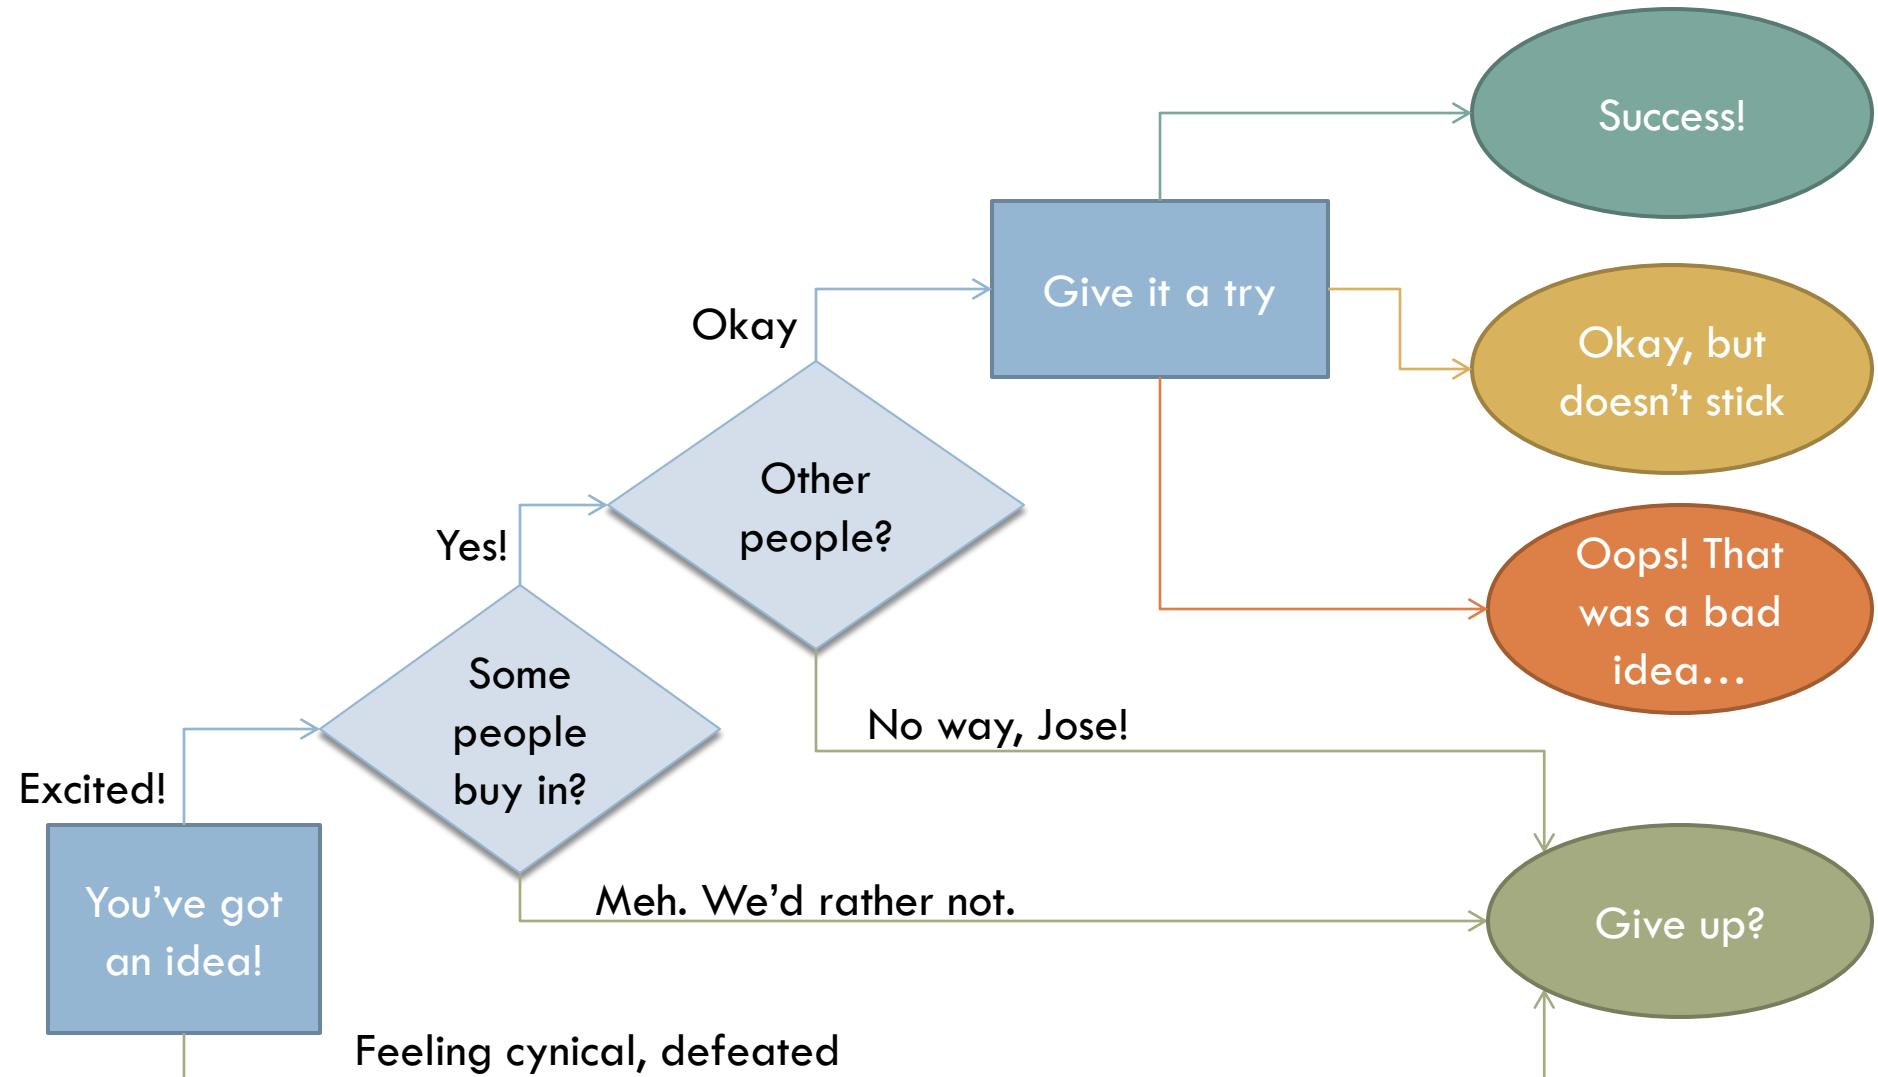 Success!
Give it a try
Okay
Okay, but
doesn't stick
Other
people?
Yes!
Oops! That
was a bad
idea…
Some
people
buy in?
No way, Jose!
Excited!
You've got
an idea!
Meh. We'd rather not.
Give up?
Feeling cynical, defeated